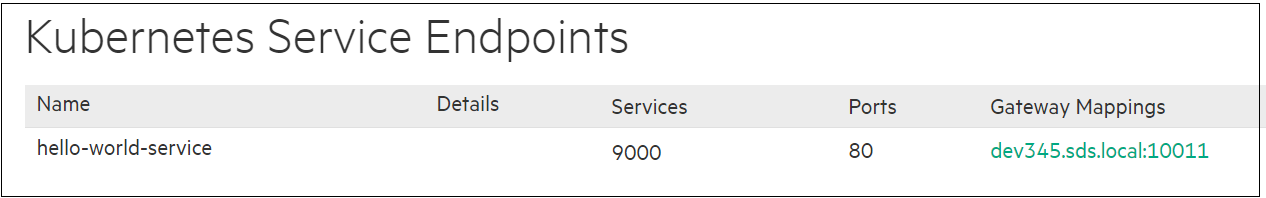 Kubernetes Service Endpoints
Name Details Services Ports Gateway Mappings
hello-world-service 9000 80 dev345.sds.local:10011